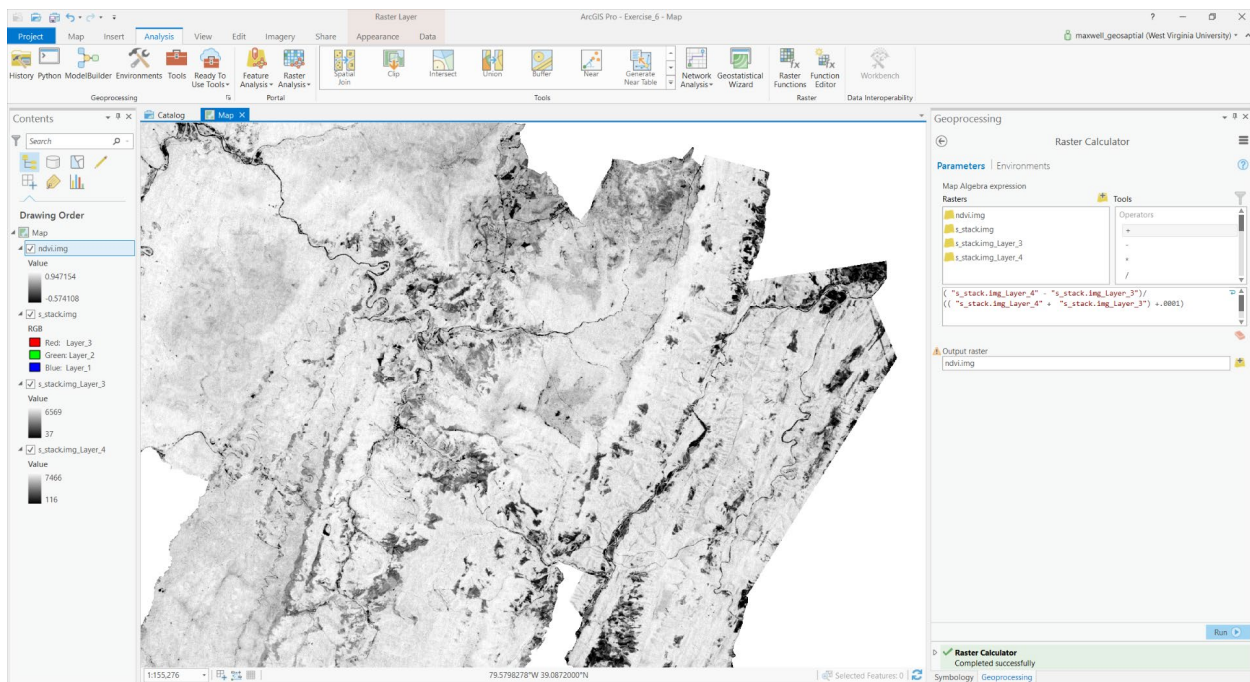 Raster Layer
ArcGIS Pro - Exercise_6 - Map
?
Project Map Insert Analysis View Edit Imagery Share Appearance Data
maxwell_geosaptial (West Virginia University)
History Python ModelBuilder Environments Tools Ready To Use Tools
Feature Analysis Raster Analysis
Spatial Join Clip Intersect Union Buffer Near Generate Near Table
Network Analysis Geostatistical Wizard
Raster Functions Function Editor
Workbench
Geoprocessing Portal Tools Raster Data Interoperability
Contents
Search
Drawing Order
Map
ndvi.img
Value
0.947154
-0.574108
s_stack.img
RGB
Red: Layer_3
Green: Layer_2
Blue: Layer_1
s_stack.img_Layer_3
Value
6569
37
s_stack.img_Layer_4
Value
7466
116
Catalog Map
1:155,276
79.5798278°W 39.0872000°N
Selected Features: 0
Geoprocessing
Raster Calculator
Parameters | Environments
Map Algebra expression
Rasters Tools
ndvi.img
s_stack.img
s_stack.img_Layer_3
s_stack.img_Layer_4
Operators
+
-
*
/
( "s_stack.img_Layer_4" - "s_stack.img_Layer_3")/
(( "s_stack.img_Layer_4" + "s_stack.img_Layer_3") +.0001)
Output raster
ndvi.img
Run
Raster Calculator
Completed successfully
Symbology Geoprocessing